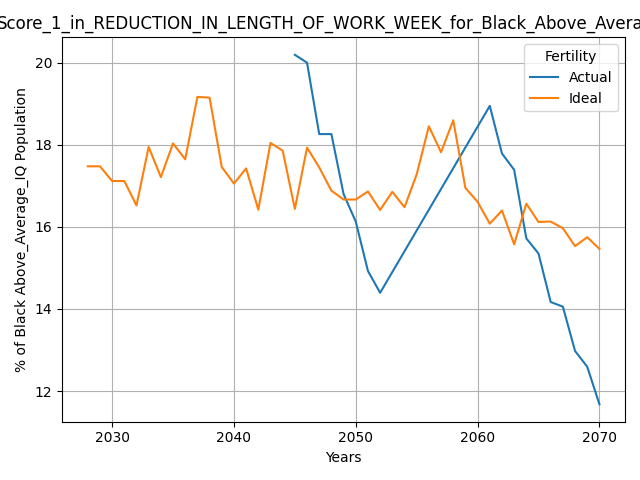 Score_1_in_REDUCTION_IN_LENGTH_OF_WORK_WEEK_for_Black_Above_Avera
Fertility
Actual
Ideal
% of Black Above_Average_IQ Population
20
18
16
14
12
2030 2040 2050 2060 2070
Years